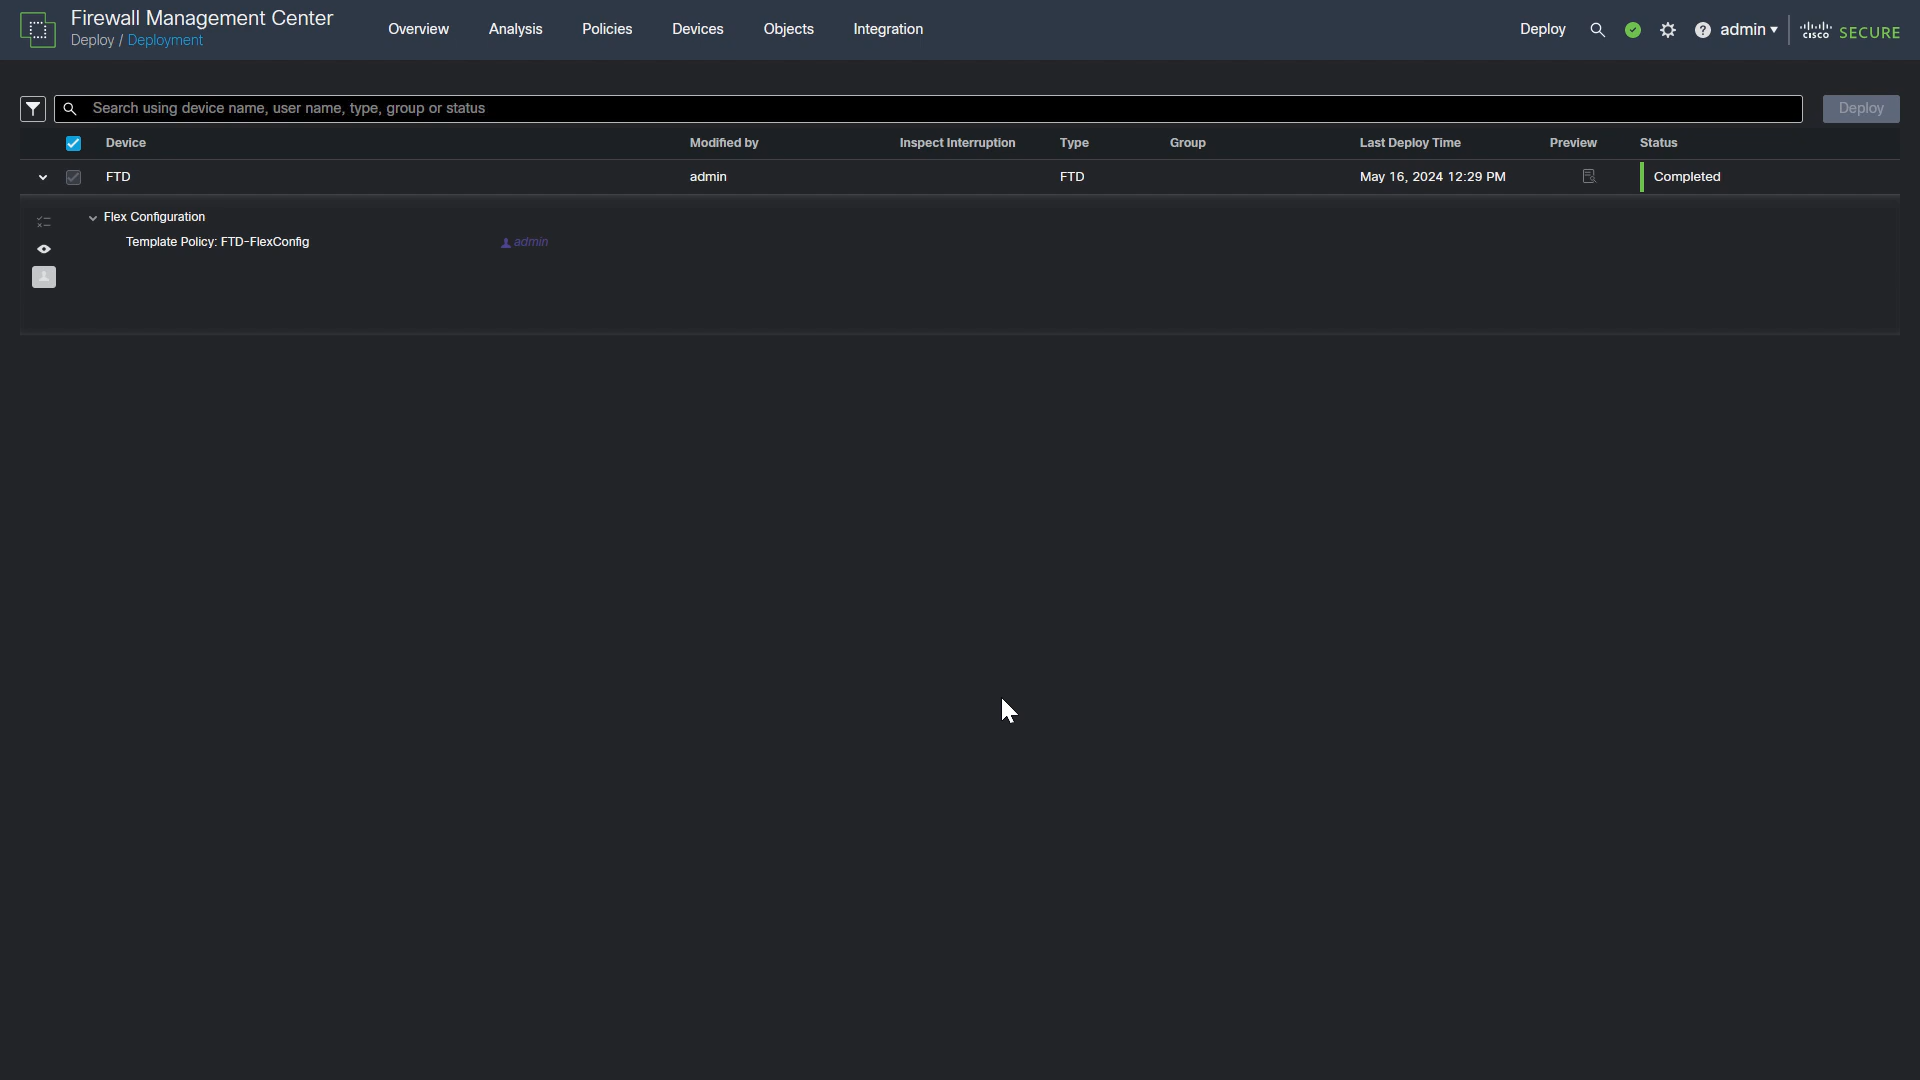 Firewall Management Center
Deploy / Deployment
Overview
Analysis
Policies
Devices
Objects
Integration
Deploy
admin
cisco SECURE
Search using device name, user name, type, group or status
Deploy
Device
Modified by
Inspect Interruption
Type
Group
Last Deploy Time
Preview
Status
FTD
admin
FTD
May 16, 2024 12:29 PM
Completed
Flex Configuration
Template Policy: FTD-FlexConfig
admin